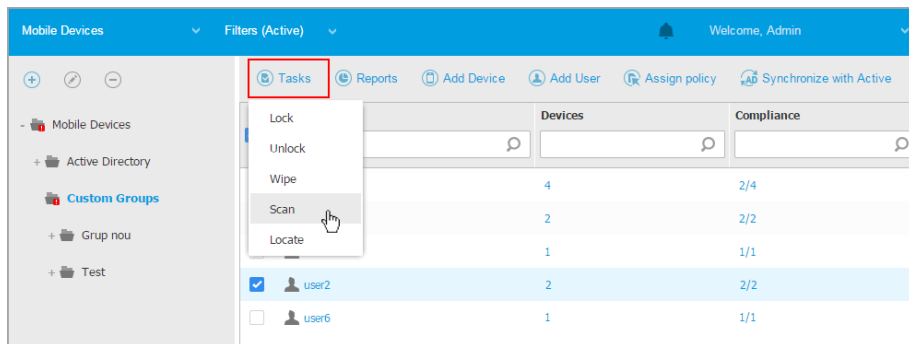 Mobile Devices Filters (Active) Welcome, Admin
Tasks Reports Add Device Add User Assign policy Synchronize with Active
- Mobile Devices
+ Active Directory
Custom Groups
+ Grup nou
+ Test
Lock
Unlock
Wipe
Scan
Locate
Devices Compliance
4 2/4
2 2/2
1 1/1
user2 2 2/2
user6 1 1/1